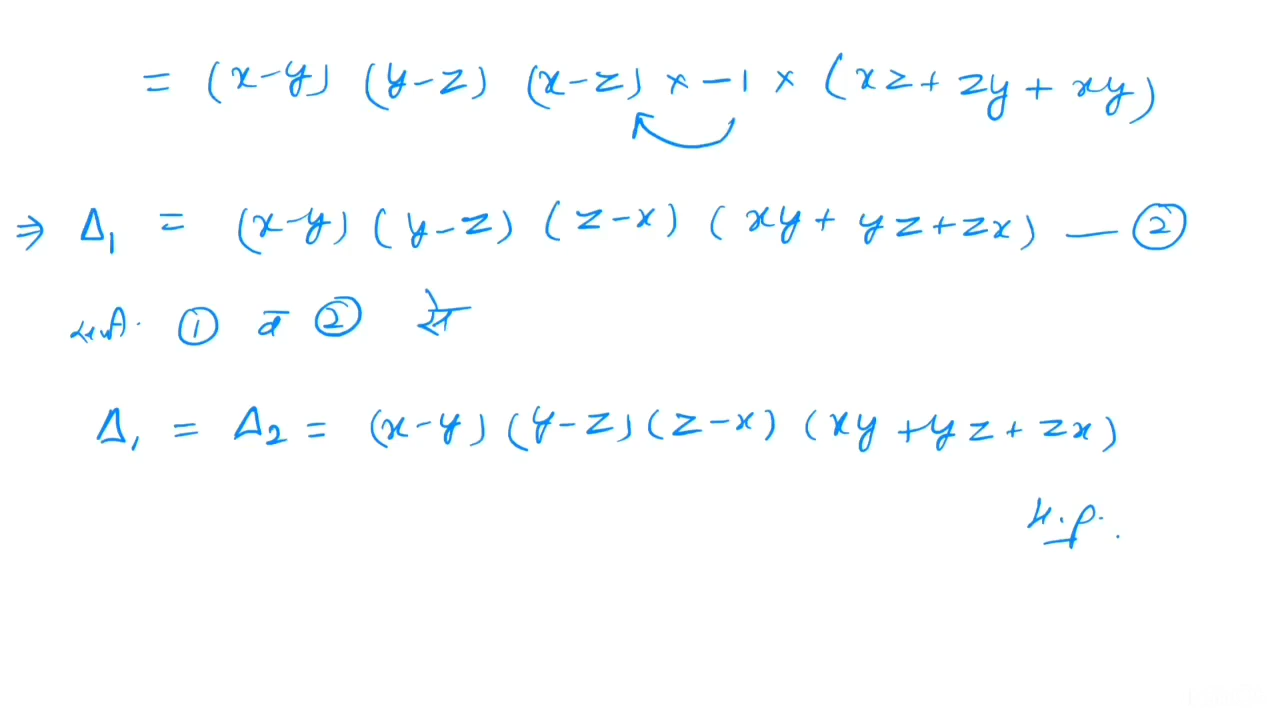 = (x-y) (y-z) (x-z) × -1 × (xz + zy + xy)
⇒ Δ₁ = (x-y) (y-z) (z-x) (xy + yz + zx) — ②
समी. ① व ② से
Δ₁ = Δ₂ = (x-y) (y-z) (z-x) (xy + yz + zx)
H.P.